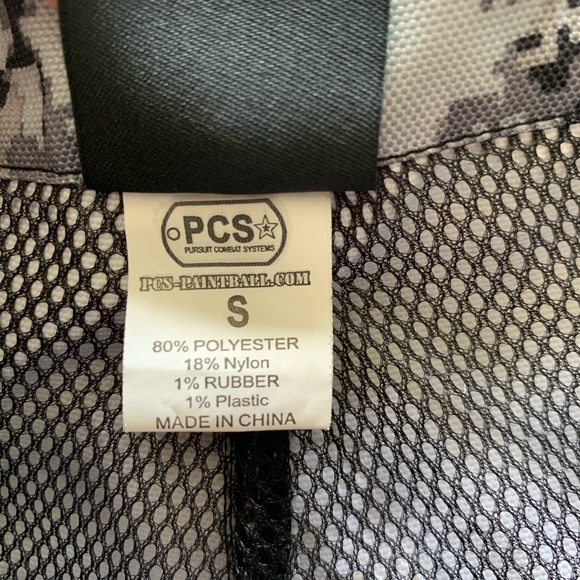 PCS
PURSUIT COMBAT SYSTEMS
PCS-PAINTBALL.COM
S
80% POLYESTER
18% Nylon
1% RUBBER
1% Plastic
MADE IN CHINA